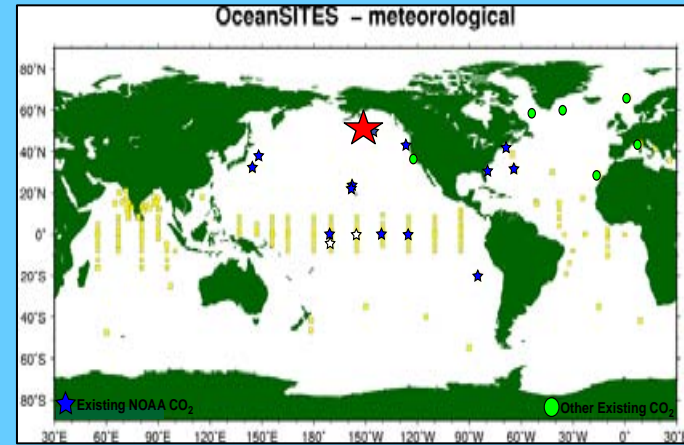 OceanSITES – meteorological
80°N
60°N
40°N
20°N
0°
20°S
40°S
60°S
80°S
Existing NOAA CO₂
Other Existing CO₂
30°E 60°E 90°E 120°E 150°E 180° 150°W 120°W 90°W 60°W 30°W 0° 30°E